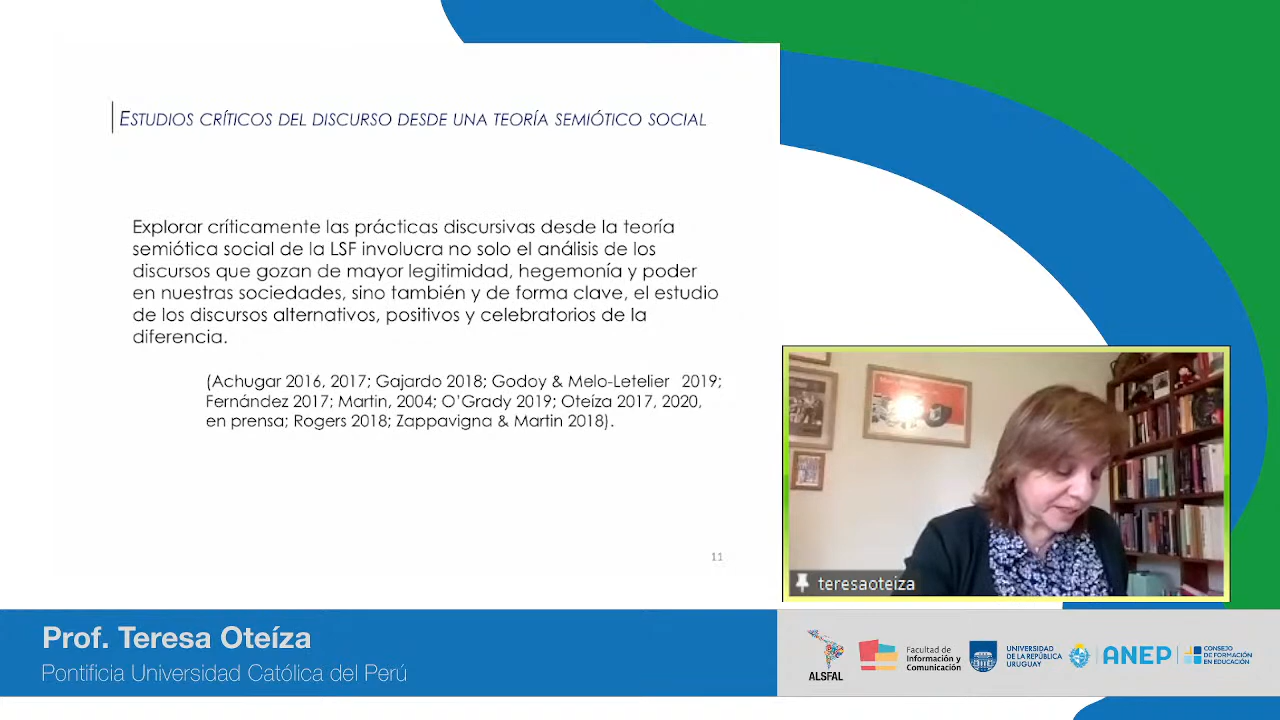 ESTUDIOS CRÍTICOS DEL DISCURSO DESDE UNA TEORÍA SEMIÓTICO SOCIAL
Explorar críticamente las prácticas discursivas desde la teoría
semiótica social de la LSF involucra no solo el análisis de los
discursos que gozan de mayor legitimidad, hegemonía y poder
en nuestras sociedades, sino también y de forma clave, el estudio
de los discursos alternativos, positivos y celebratorios de la
diferencia.
(Achugar 2016, 2017; Gajardo 2018; Godoy & Melo-Letelier 2019;
Fernández 2017; Martin, 2004; O'Grady 2019; Oteíza 2017, 2020,
en prensa; Rogers 2018; Zappavigna & Martin 2018).
11
teresaoteiza
Prof. Teresa Oteíza
Pontificia Universidad Católica del Perú
ALSFAL
Facultad de
Información y
Comunicación
UNIVERSIDAD
DE LA REPÚBLICA
URUGUAY
ANEP
CONSEJO
DE FORMACIÓN
EN EDUCACIÓN